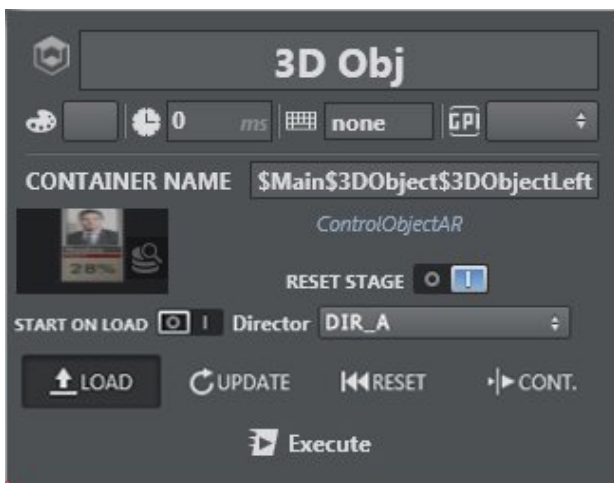 3D Obj
0 ms none GPI
CONTAINER NAME $Main$3DObject$3DObjectLeft
28%
ControlObjectAR
RESET STAGE
START ON LOAD Director DIR_A
LOAD UPDATE RESET CONT.
Execute